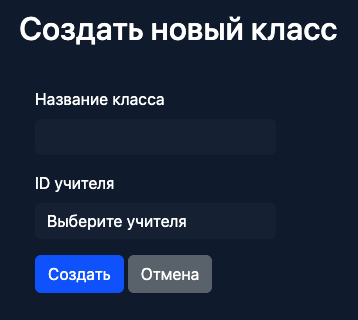 Создать новый класс
Название класса
ID учителя
Выберите учителя
Создать Отмена